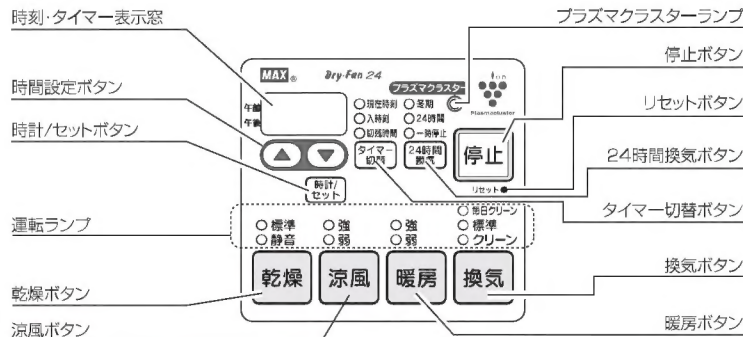 時刻・タイマー表示窓
時間設定ボタン
時計/セットボタン
運転ランプ
乾燥ボタン
涼風ボタン
MAX® Dry-Fan 24
プラズマクラスター
ion
Plasmacluster
午前
午後
現在時刻
入時刻
切残時間
冬期
24時間
一時停止
タイマー
切替
24時間
換気
停止
リセット
時計/
セット
毎日クリーン
標準
静音
強
弱
強
弱
標準
クリーン
乾燥
涼風
暖房
換気
プラズマクラスターランプ
停止ボタン
リセットボタン
24時間換気ボタン
タイマー切替ボタン
換気ボタン
暖房ボタン